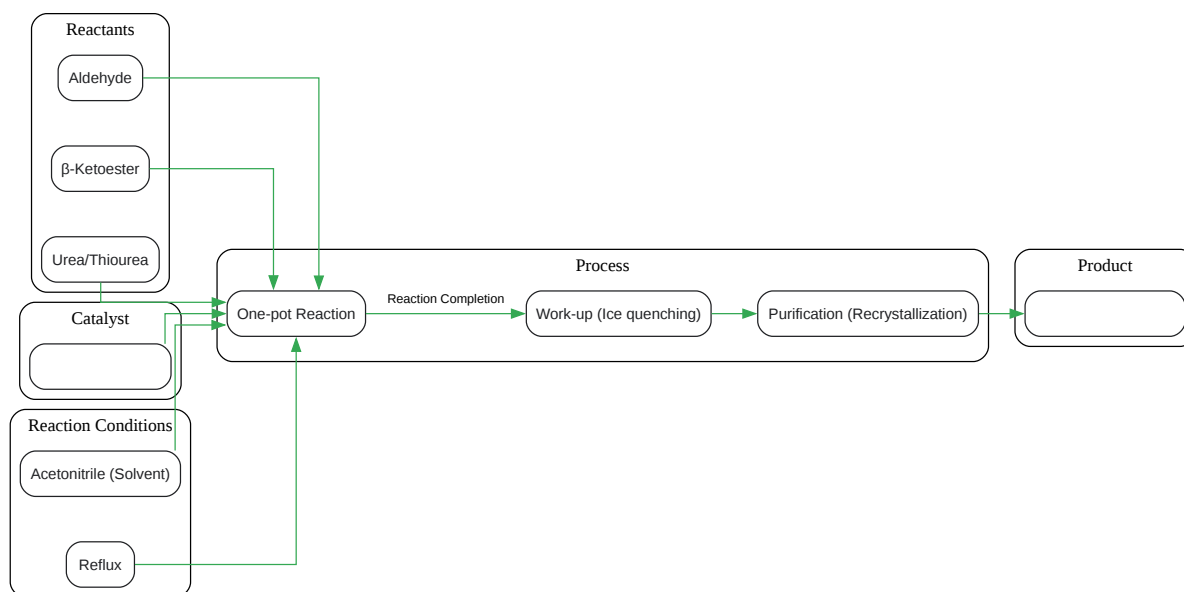 Reactants
Aldehyde
β-Ketoester
Urea/Thiourea
Catalyst
Reaction Conditions
Acetonitrile (Solvent)
Reflux
Process
One-pot Reaction
Reaction Completion
Work-up (Ice quenching)
Purification (Recrystallization)
Product